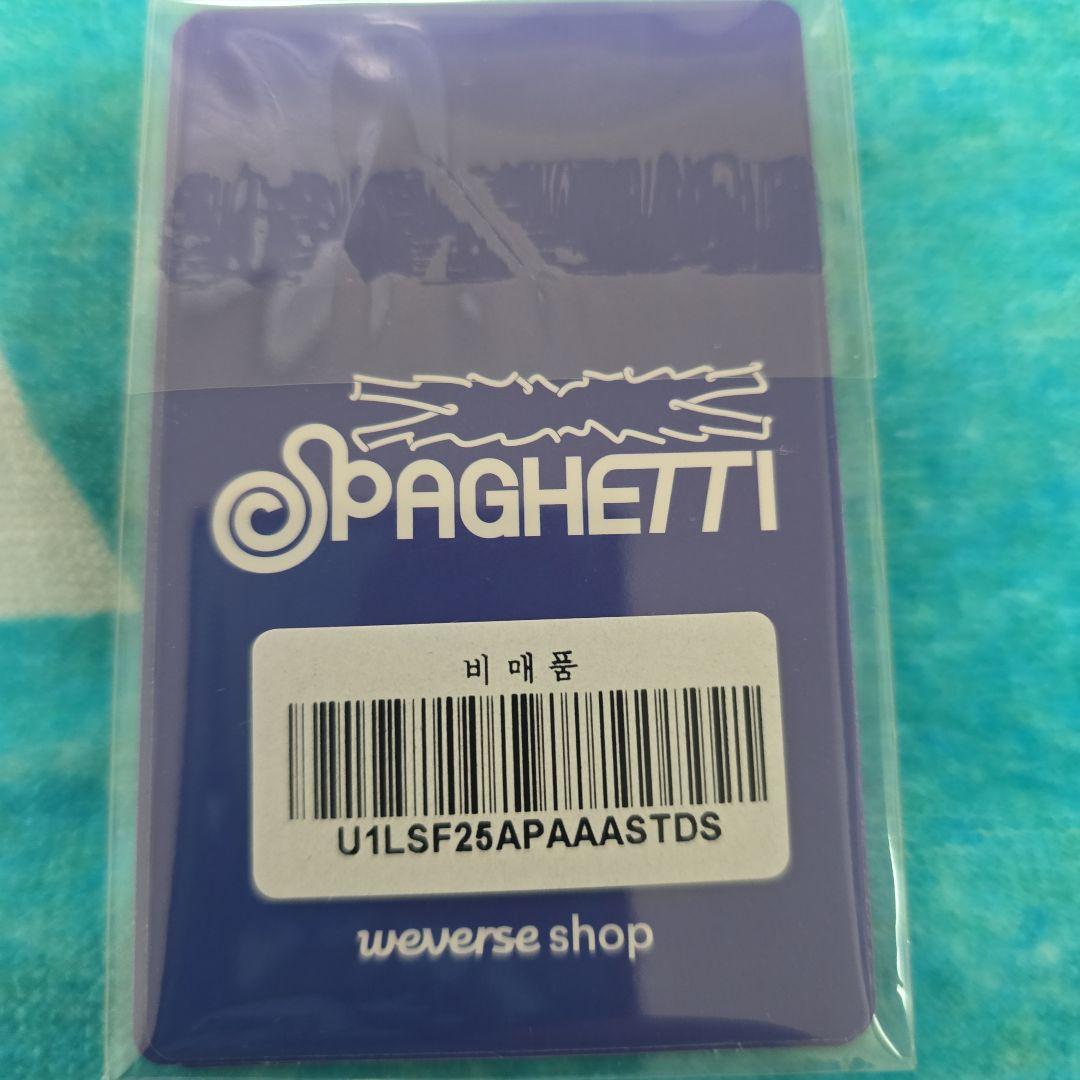 SPAGHETTI
비매품
U1LSF25APAAASTDS
weverse shop